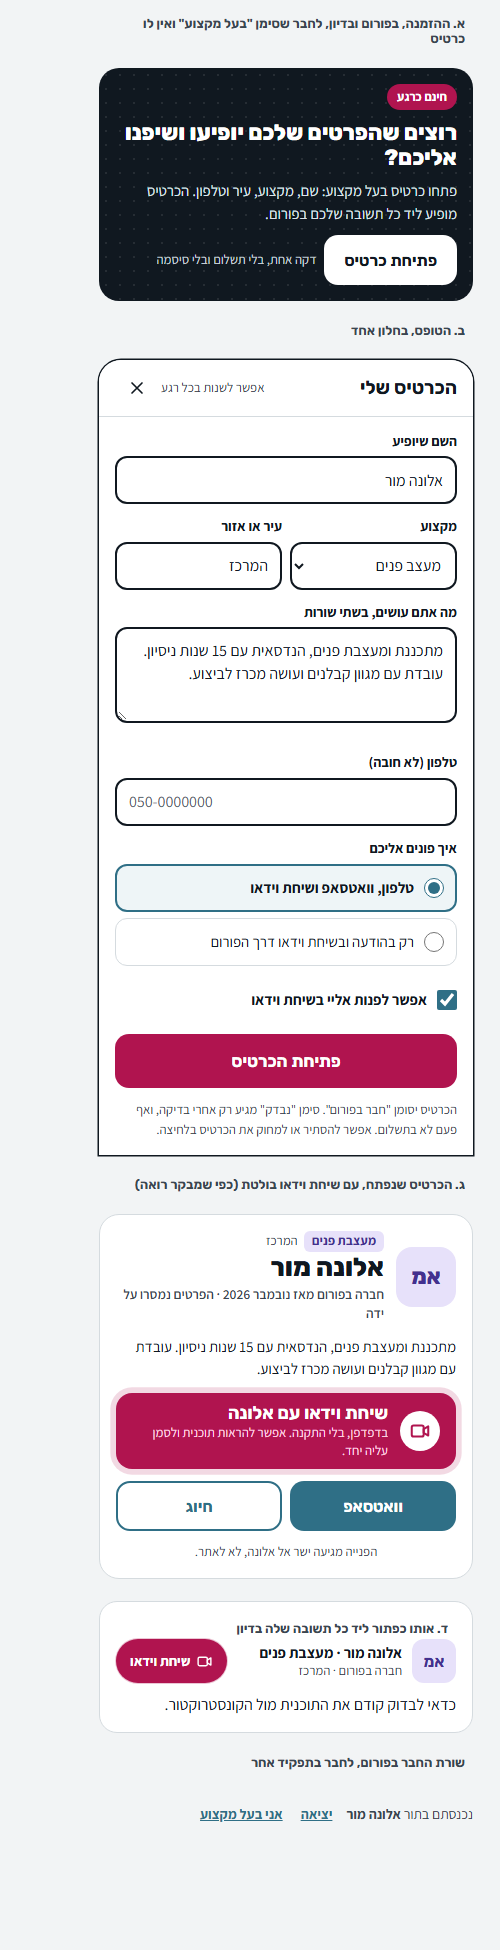 א. ההזמנה, בפורום ובדיון, לחבר שסימן "בעל מקצוע" ואין לו
כרטיס
חינם כרגע
רוצים שהפרטים שלכם יופיעו ושיפנו
אליכם?
פתחו כרטיס בעל מקצוע: שם, מקצוע, עיר וטלפון. הכרטיס
מופיע ליד כל תשובה שלכם בפורום.
פתיחת כרטיס
דקה אחת, בלי תשלום ובלי סיסמה
ב. הטופס, בחלון אחד
הכרטיס שלי
אפשר לשנות בכל רגע
השם שיופיע
אלונה מור
מקצוע
עיר או אזור
מעצב פנים
המרכז
מה אתם עושים, בשתי שורות
מתכננת ומעצבת פנים, הנדסאית עם 15 שנות ניסיון.
עובדת עם מגוון קבלנים ועושה מכרז לביצוע.
טלפון (לא חובה)
050-0000000
איך פונים אליכם
טלפון, וואטסאפ ושיחת וידאו
רק בהודעה ובשיחת וידאו דרך הפורום
אפשר לפנות אליי בשיחת וידאו
פתיחת הכרטיס
הכרטיס יסומן "חבר בפורום". סימן "נבדק" מגיע רק אחרי בדיקה, ואף
פעם לא בתשלום. אפשר להסתיר או למחוק את הכרטיס בלחיצה.
ג. הכרטיס שנפתח, עם שיחת וידאו בולטת (כפי שמבקר רואה)
אמ
מעצבת פנים
המרכז
אלונה מור
חברה בפורום מאז נובמבר 2026 · הפרטים נמסרו על
ידה
מתכננת ומעצבת פנים, הנדסאית עם 15 שנות ניסיון. עובדת
עם מגוון קבלנים ועושה מכרז לביצוע.
שיחת וידאו עם אלונה
בדפדפן, בלי התקנה. אפשר להראות תוכנית ולסמן
עליה יחד.
וואטסאפ
חיוג
הפנייה מגיעה ישר אל אלונה, לא לאתר.
ד. אותו כפתור ליד כל תשובה שלה בדיון
אמ
אלונה מור · מעצבת פנים
חברה בפורום · המרכז
שיחת וידאו
כדאי לבדוק קודם את התוכנית מול הקונסטרוקטור.
שורת החבר בפורום, לחבר בתפקיד אחר
נכנסתם בתור אלונה מור
יציאה
אני בעל מקצוע